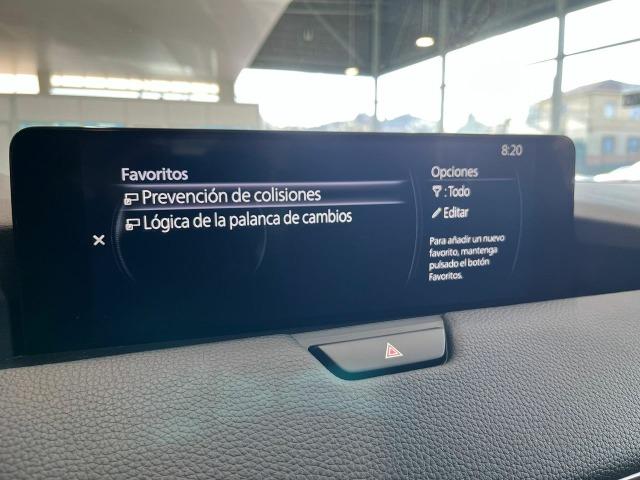 8:20
Favoritos
Prevención de colisiones
Lógica de la palanca de cambios
Opciones
: Todo
Editar
Para añadir un nuevo
favorito, mantenga
pulsado el botón
Favoritos.